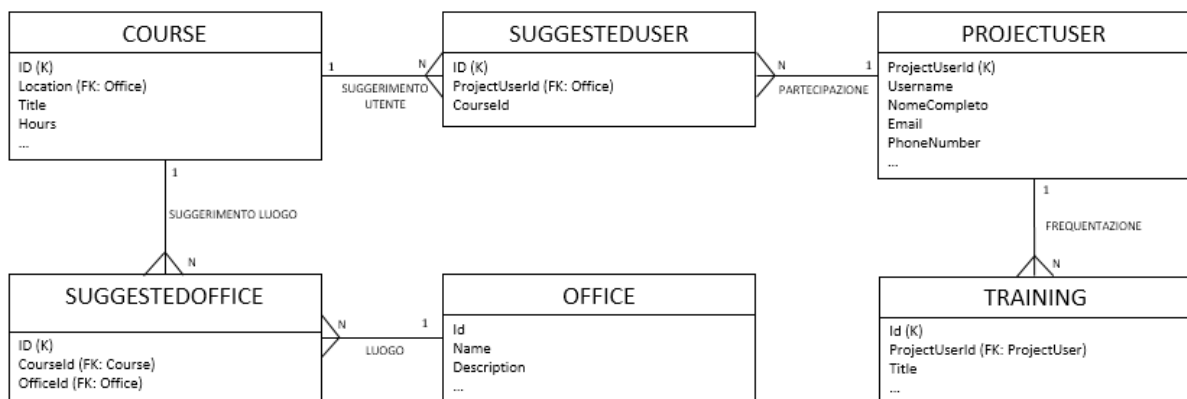 COURSE
ID (K)
Location (FK: Office)
Title
Hours
...
1
N
SUGGERIMENTO
UTENTE
SUGGESTEDUSER
ID (K)
ProjectUserId (FK: Office)
CourseId
N
1
PARTECIPAZIONE
PROJECTUSER
ProjectUserId (K)
Username
NomeCompleto
Email
PhoneNumber
...
1
SUGGERIMENTO LUOGO
N
1
FREQUENTAZIONE
N
SUGGESTEDOFFICE
ID (K)
CourseId (FK: Course)
OfficeId (FK: Office)
N
1
LUOGO
OFFICE
Id
Name
Description
...
TRAINING
Id (K)
ProjectUserId (FK: ProjectUser)
Title
...